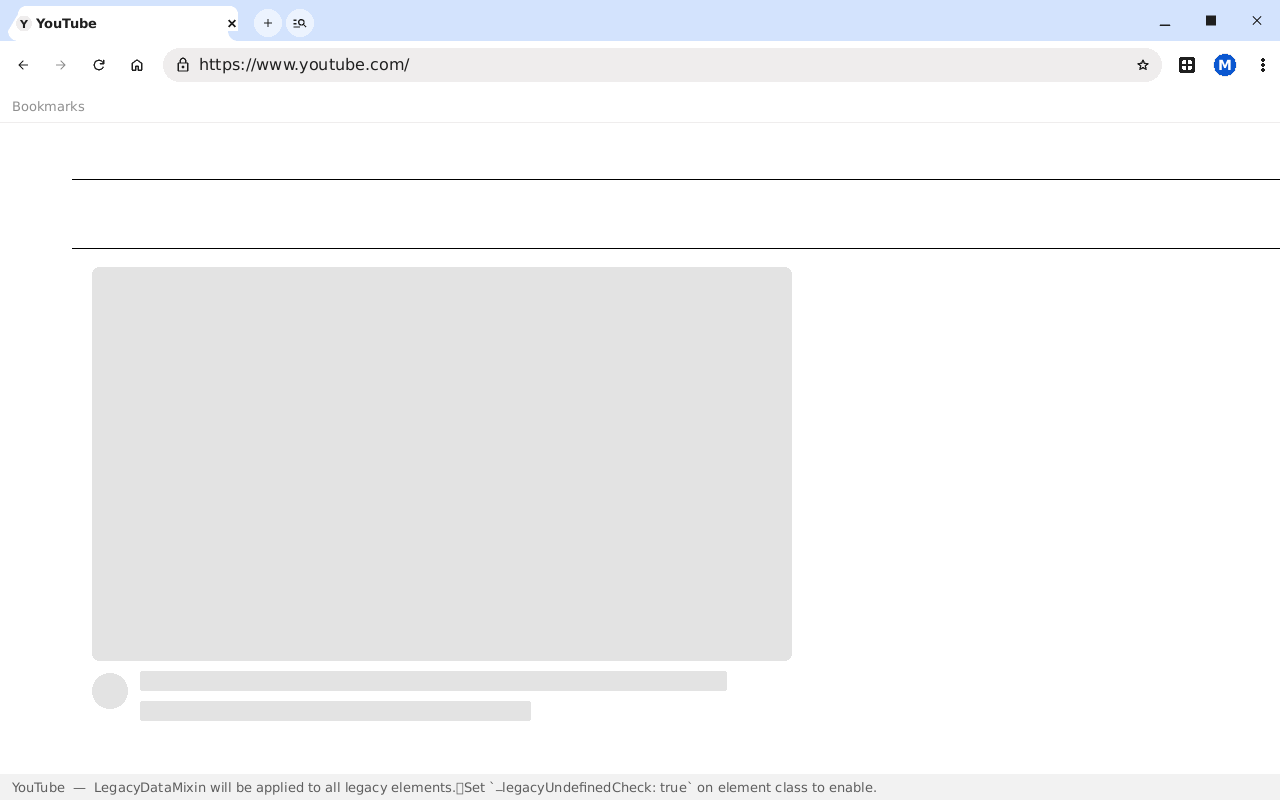 Y YouTube
https://www.youtube.com/
M
Bookmarks
YouTube — LegacyDataMixin will be applied to all legacy elements.▯Set `_legacyUndefinedCheck: true` on element class to enable.